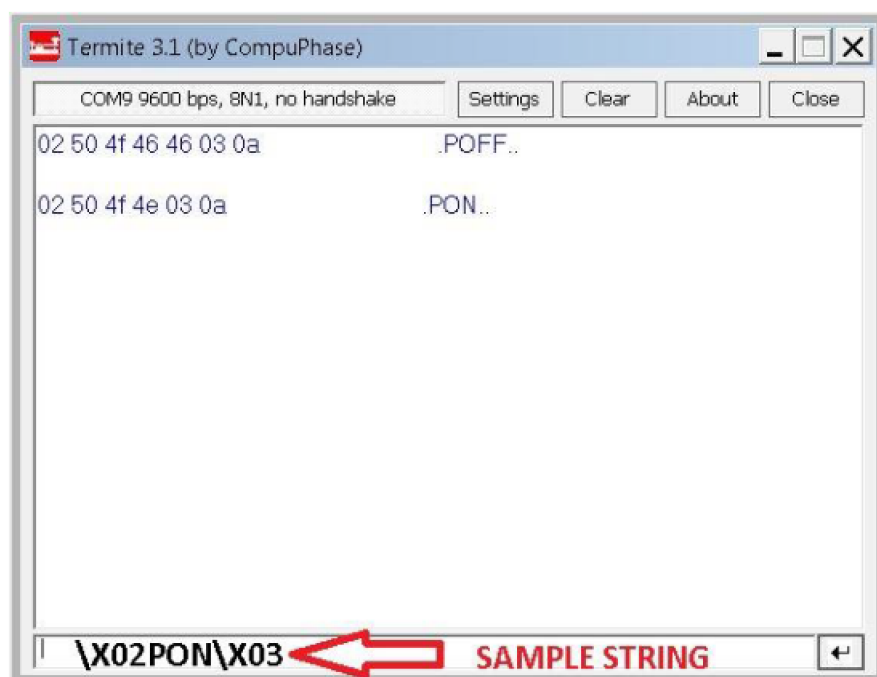 Termite 3.1 (by CompuPhase)
COM9 9600 bps, 8N1, no handshake Settings Clear About Close
02 50 4f 46 46 03 0a .POFF..
02 50 4f 4e 03 0a .PON..
\X02PON\X03 SAMPLE STRING